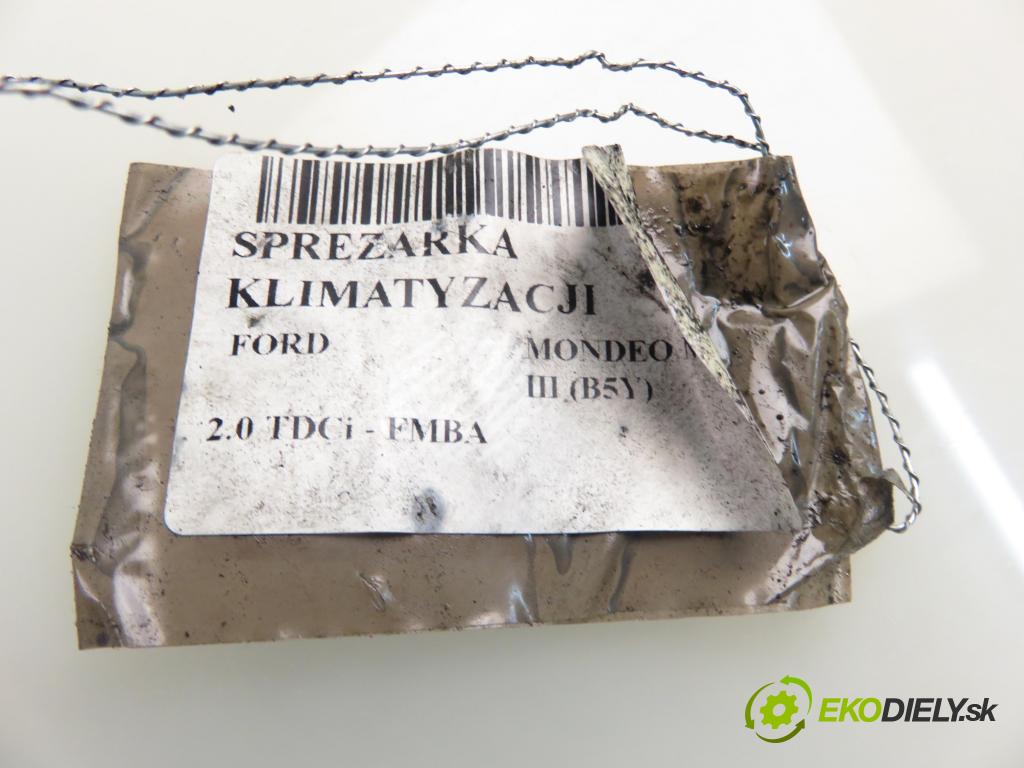 SPREZARKA
KLIMATYZACJI
FORD MONDEO
III (B5Y)
2.0 TDCi - FMBA
EKODIELY.sk